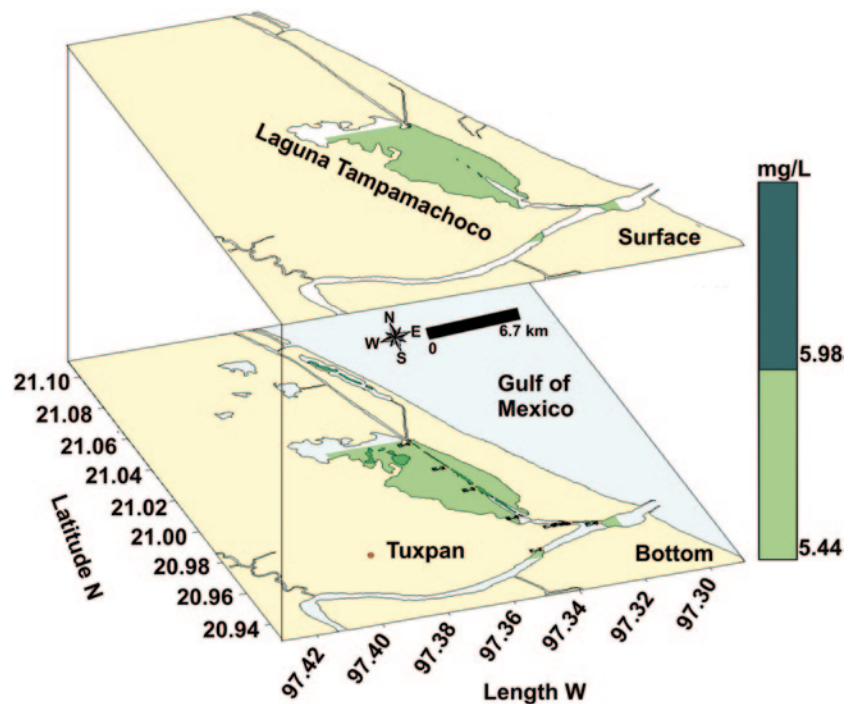 mg/L
Laguna Tampamachoco
Surface
5.98
5.44
N
W E
S
0 6.7 km
Gulf of
Mexico
Tuxpan
Bottom
21.10
21.08
21.06
21.04
21.02
21.00
20.98
20.96
20.94
Latitude N
97.42 97.40 97.38 97.36 97.34 97.32 97.30
Length W